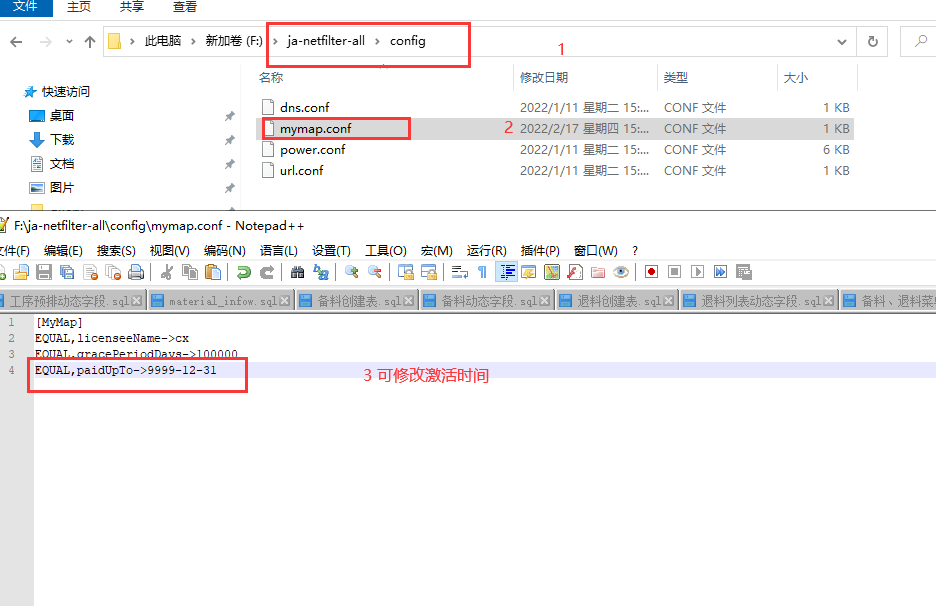 文件 主页 共享 查看
此电脑 新加卷 (F:) ja-netfilter-all config
1
名称 修改日期 类型 大小
快速访问
桌面
下载
文档
图片
dns.conf 2022/1/11 星期二 15:... CONF 文件 1 KB
mymap.conf 2 2022/2/17 星期四 15:... CONF 文件 1 KB
power.conf 2022/1/11 星期二 15:... CONF 文件 6 KB
url.conf 2022/1/11 星期二 15:... CONF 文件 1 KB
F:\ja-netfilter-all\config\mymap.conf - Notepad++
文件(F) 编辑(E) 搜索(S) 视图(V) 编码(N) 语言(L) 设置(T) 工具(O) 宏(M) 运行(R) 插件(P) 窗口(W) ?
工序预排动态字段.sql material_infow.sql 备料创建表.sql 备料动态字段.sql 退料创建表.sql 退料列表动态字段.sql 备料、退料菜
1 [MyMap]
2 EQUAL,licenseeName->cx
3 EQUAL,gracePeriodDays->100000
4 EQUAL,paidUpTo->9999-12-31
3 可修改激活时间